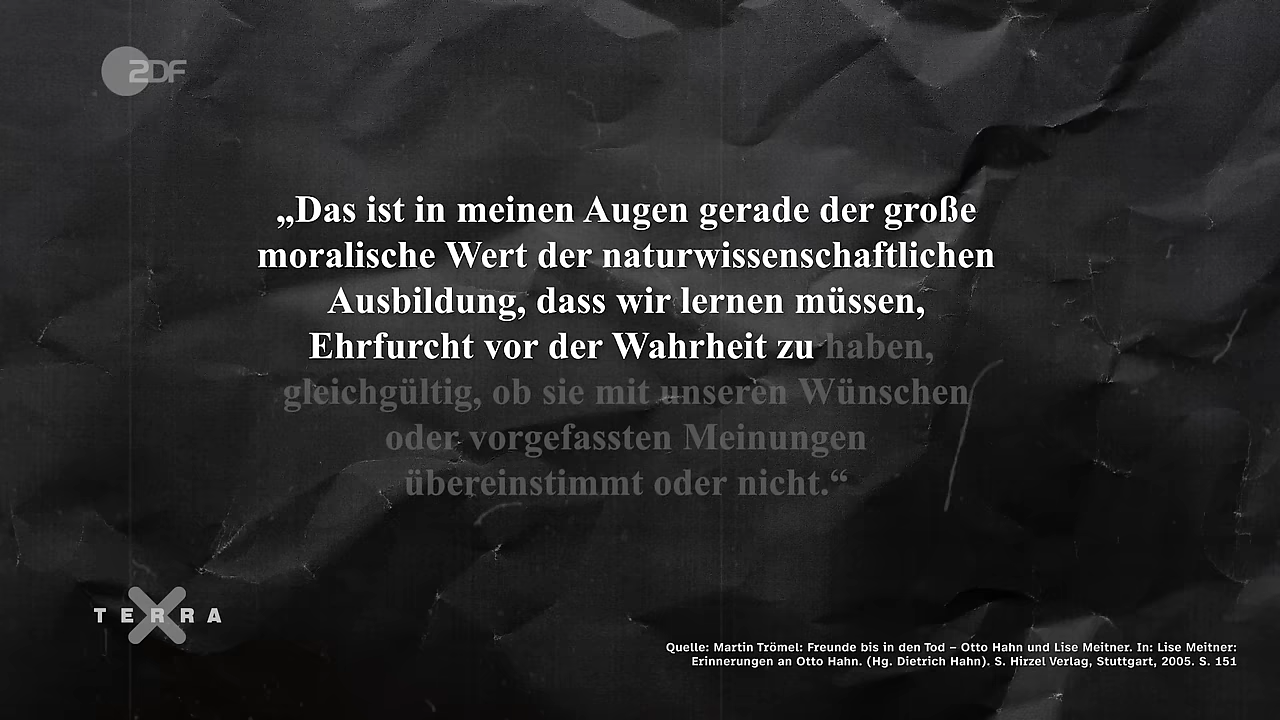 ZDF
„Das ist in meinen Augen gerade der große
moralische Wert der naturwissenschaftlichen
Ausbildung, dass wir lernen müssen,
Ehrfurcht vor der Wahrheit zu haben,
gleichgültig, ob sie mit unseren Wünschen
oder vorgefassten Meinungen
übereinstimmt oder nicht.“
TERRA X
Quelle: Martin Trömel: Freunde bis in den Tod – Otto Hahn und Lise Meitner. In: Lise Meitner:
Erinnerungen an Otto Hahn. (Hg. Dietrich Hahn). S. Hirzel Verlag, Stuttgart, 2005. S. 151